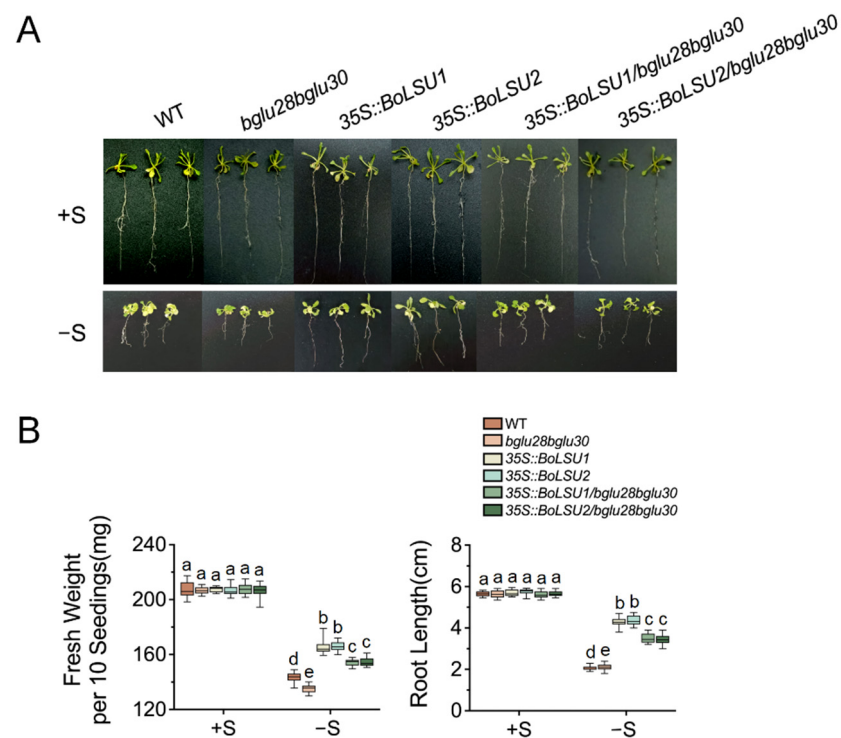 A
WT
bglu28bglu30
35S::BoLSU1
35S::BoLSU2
35S::BoLSU1/bglu28bglu30
35S::BoLSU2/bglu28bglu30
+S
−S
B
WT
bglu28bglu30
35S::BoLSU1
35S::BoLSU2
35S::BoLSU1/bglu28bglu30
35S::BoLSU2/bglu28bglu30
Fresh Weight
per 10 Seedings(mg)
240
200
160
120
a a a a a a
d e b b c c
+S −S
Root Length(cm)
8
6
4
2
0
a a a a a a
d e b b c c
+S −S